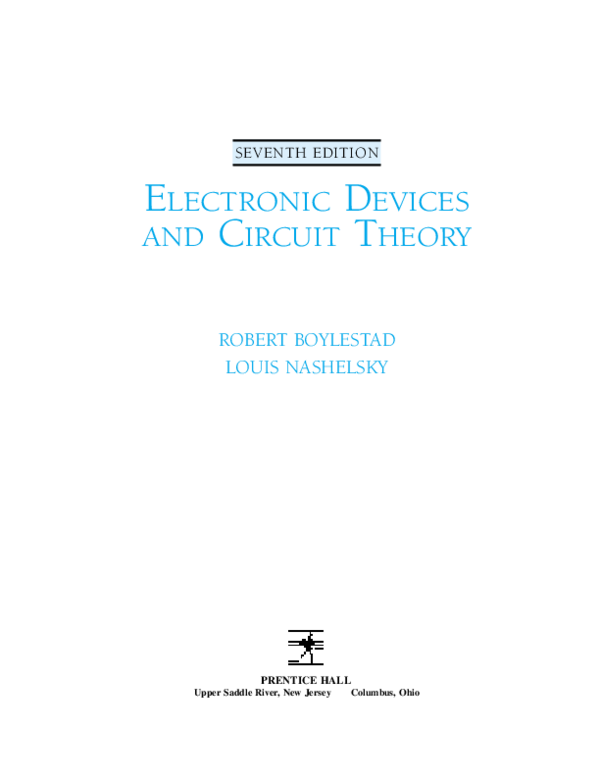 SEVENTH EDITION
ELECTRONIC DEVICES
AND CIRCUIT THEORY
ROBERT BOYLESTAD
LOUIS NASHELSKY
PRENTICE HALL
Upper Saddle River, New Jersey Columbus, Ohio